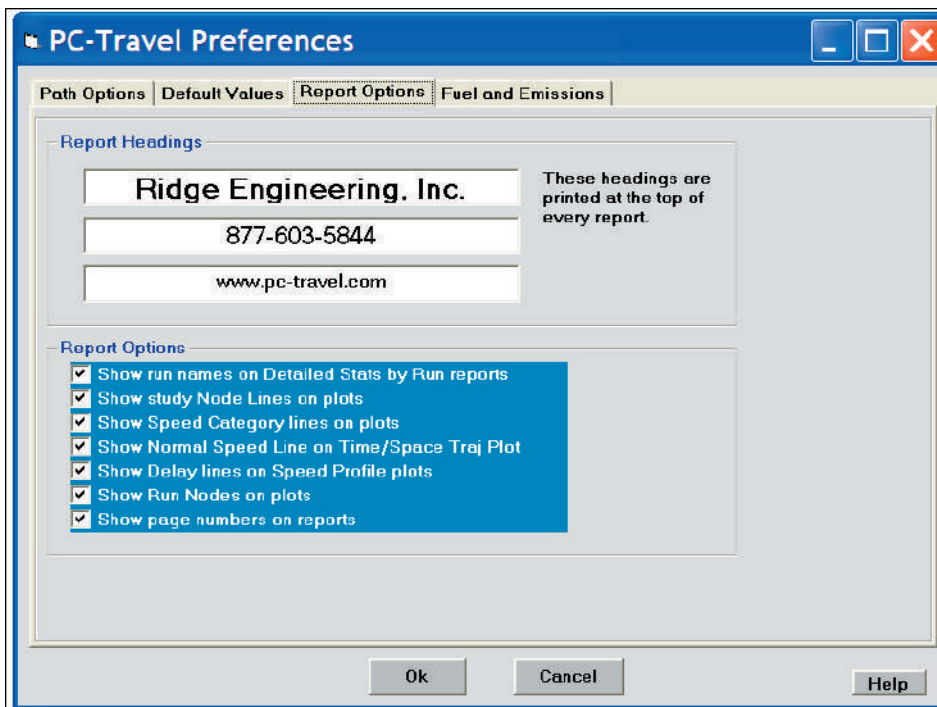 PC-Travel Preferences
Path Options
Default Values
Report Options
Fuel and Emissions
Report Headings
Ridge Engineering, Inc.
877-603-5844
www.pc-travel.com
These headings are
printed at the top of
every report.
Report Options
Show run names on Detailed Stats by Run reports
Show study Node Lines on plots
Show Speed Category lines on plots
Show Normal Speed Line on Time/Space Traj Plot
Show Delay lines on Speed Profile plots
Show Run Nodes on plots
Show page numbers on reports
Ok
Cancel
Help